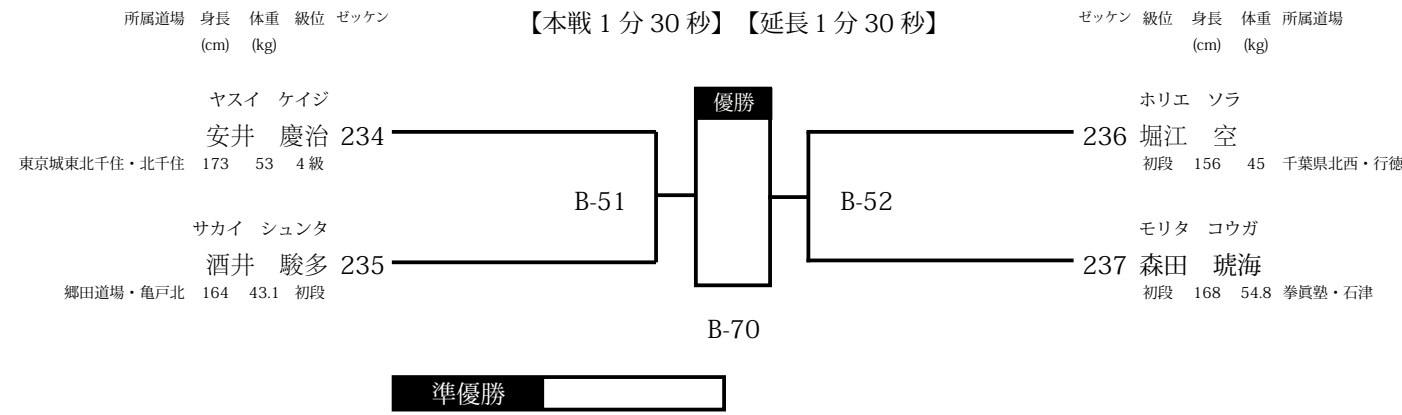 所属道場 身長 体重 級位 ゼッケン 【本戦1分30秒】【延長1分30秒】 ゼッケン 級位 身長 体重 所属道場
(cm) (kg) (cm) (kg)
優勝
ヤスイ ケイジ
安井 慶治 234
東京城東北千住・北千住 173 53 4級
B-51
サカイ シュンタ
酒井 駿多 235
郷田道場・亀戸北 164 43.1 初段
ホリエ ソラ
236 堀江 空
初段 156 45 千葉県北西・行徳
B-52
モリタ コウガ
237 森田 琥海
初段 168 54.8 拳眞塾・石津
B-70
準優勝